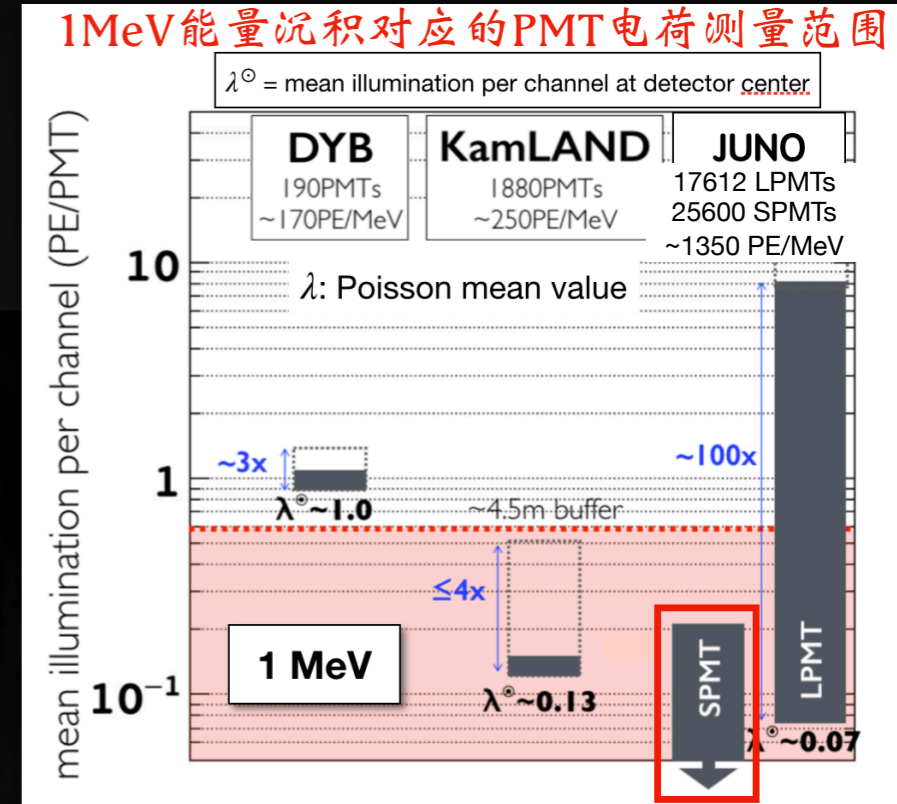 1MeV能量沉积对应的PMT电荷测量范围
λ⊙ = mean illumination per channel at detector center
mean illumination per channel (PE/PMT)
DYB
190PMTs
~170PE/MeV
KamLAND
1880PMTs
~250PE/MeV
JUNO
17612 LPMTs
25600 SPMTs
~1350 PE/MeV
10
λ: Poisson mean value
~3x
~100x
1
λ⊙~1.0
~4.5m buffer
≤4x
1 MeV
SPMT
LPMT
10⁻¹
λ⊙~0.13
λ⊙~0.07